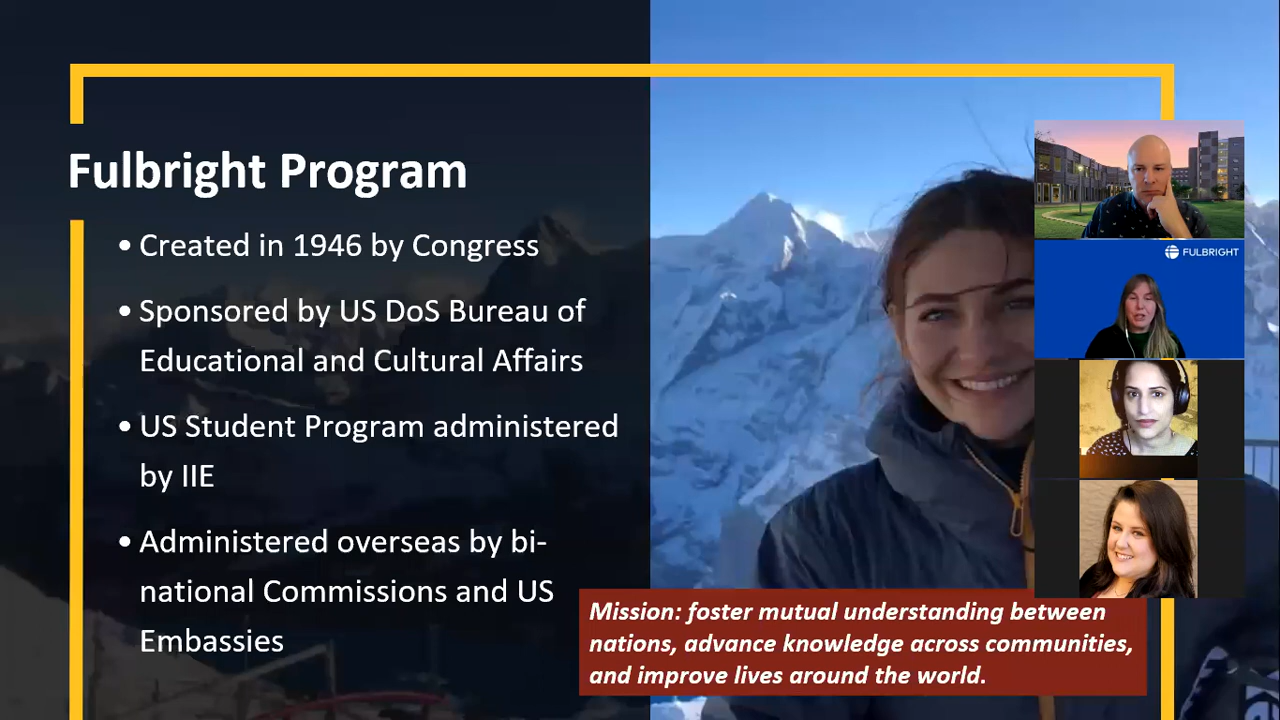 Fulbright Program
• Created in 1946 by Congress
• Sponsored by US DoS Bureau of
Educational and Cultural Affairs
• US Student Program administered
by IIE
• Administered overseas by bi-
national Commissions and US
Embassies
FULBRIGHT
Mission: foster mutual understanding between
nations, advance knowledge across communities,
and improve lives around the world.